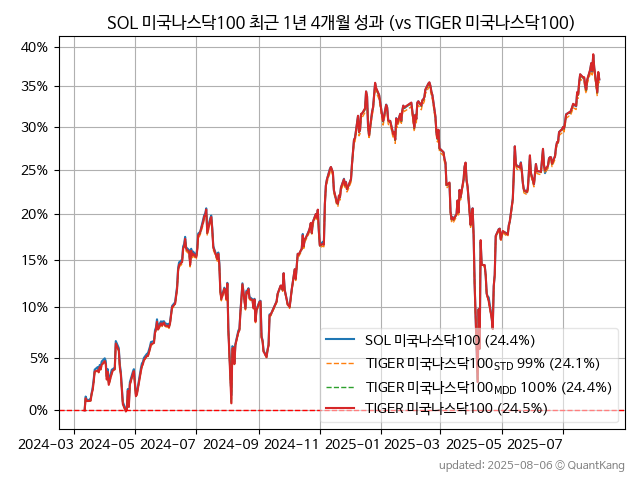 SOL 미국나스닥100 최근 1년 4개월 성과 (vs TIGER 미국나스닥100)
40%
35%
30%
25%
20%
15%
10%
5%
0%
SOL 미국나스닥100 (24.4%)
TIGER 미국나스닥100STD 99% (24.1%)
TIGER 미국나스닥100MDD 100% (24.4%)
TIGER 미국나스닥100 (24.5%)
2024-03 2024-05 2024-07 2024-09 2024-11 2025-01 2025-03 2025-05 2025-07
updated: 2025-08-06 © QuantKang